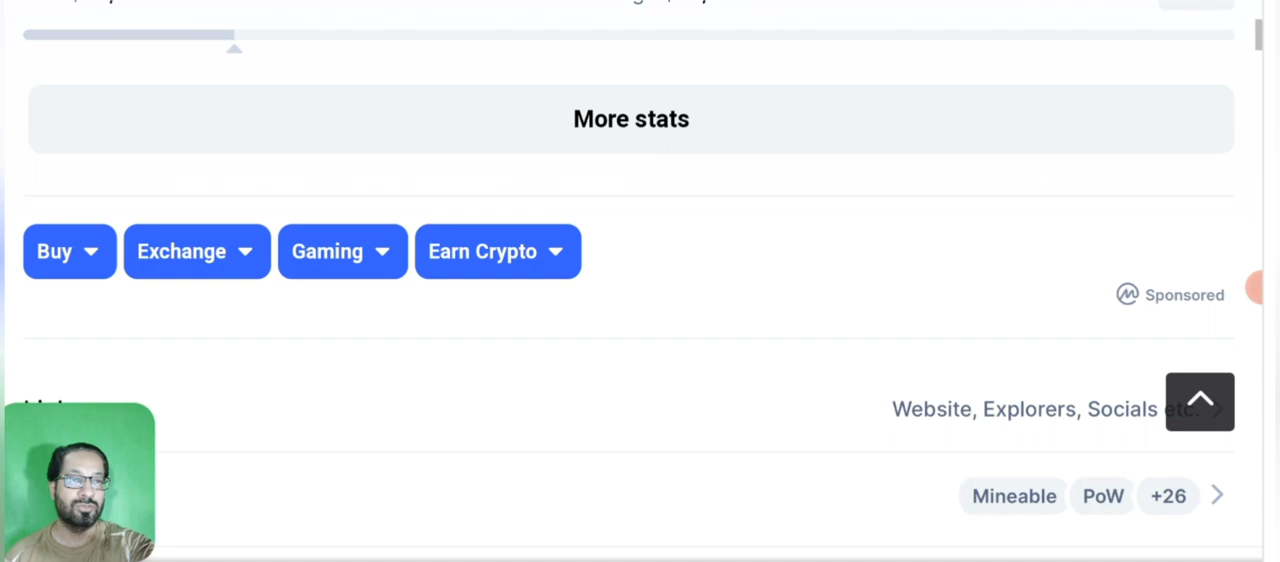 More stats
Buy Exchange Gaming Earn Crypto
Sponsored
Website, Explorers, Socials etc.
Mineable PoW +26